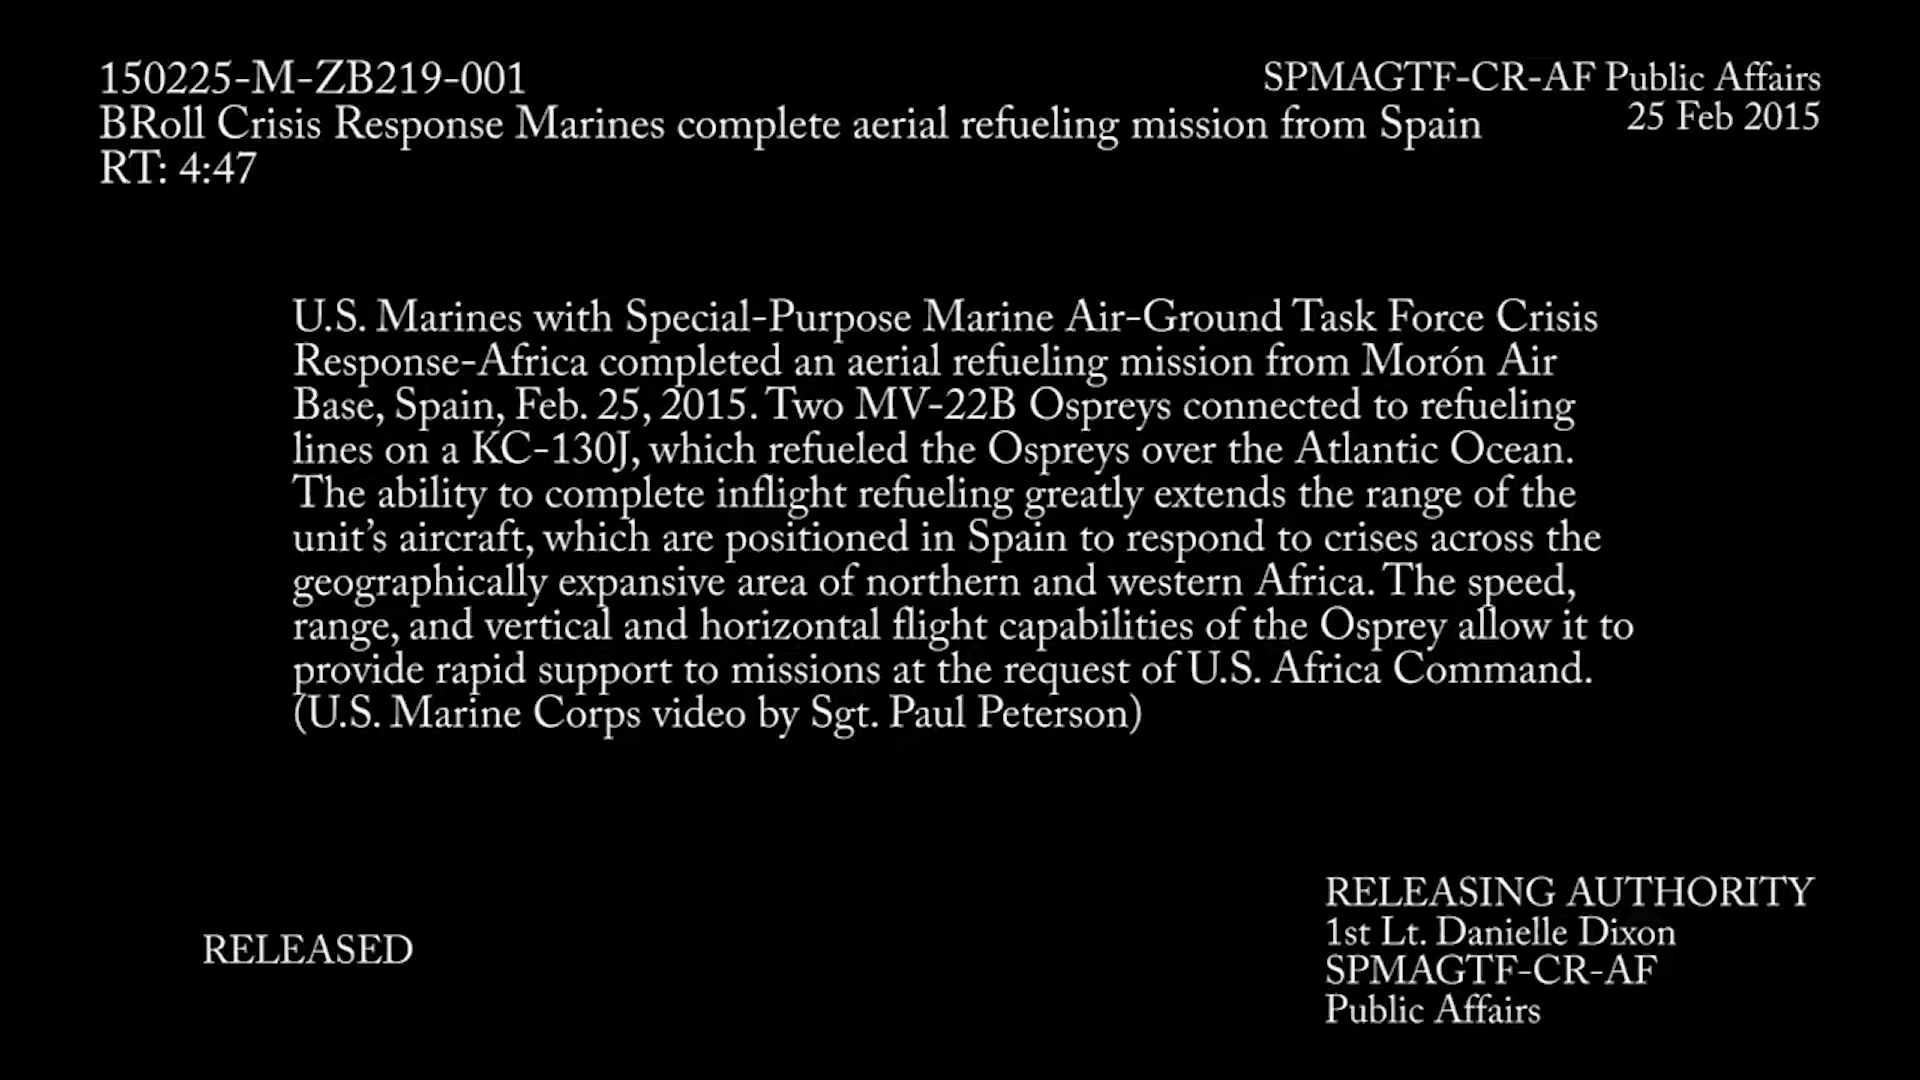 150225-M-ZB219-001
BRoll Crisis Response Marines complete aerial refueling mission from Spain
RT: 4:47
SPMAGTF-CR-AF Public Affairs
25 Feb 2015
U.S. Marines with Special-Purpose Marine Air-Ground Task Force Crisis
Response-Africa completed an aerial refueling mission from Morón Air
Base, Spain, Feb. 25, 2015. Two MV-22B Ospreys connected to refueling
lines on a KC-130J, which refueled the Ospreys over the Atlantic Ocean.
The ability to complete inflight refueling greatly extends the range of the
unit’s aircraft, which are positioned in Spain to respond to crises across the
geographically expansive area of northern and western Africa. The speed,
range, and vertical and horizontal flight capabilities of the Osprey allow it to
provide rapid support to missions at the request of U.S. Africa Command.
(U.S. Marine Corps video by Sgt. Paul Peterson)
RELEASED
RELEASING AUTHORITY
1st Lt. Danielle Dixon
SPMAGTF-CR-AF
Public Affairs